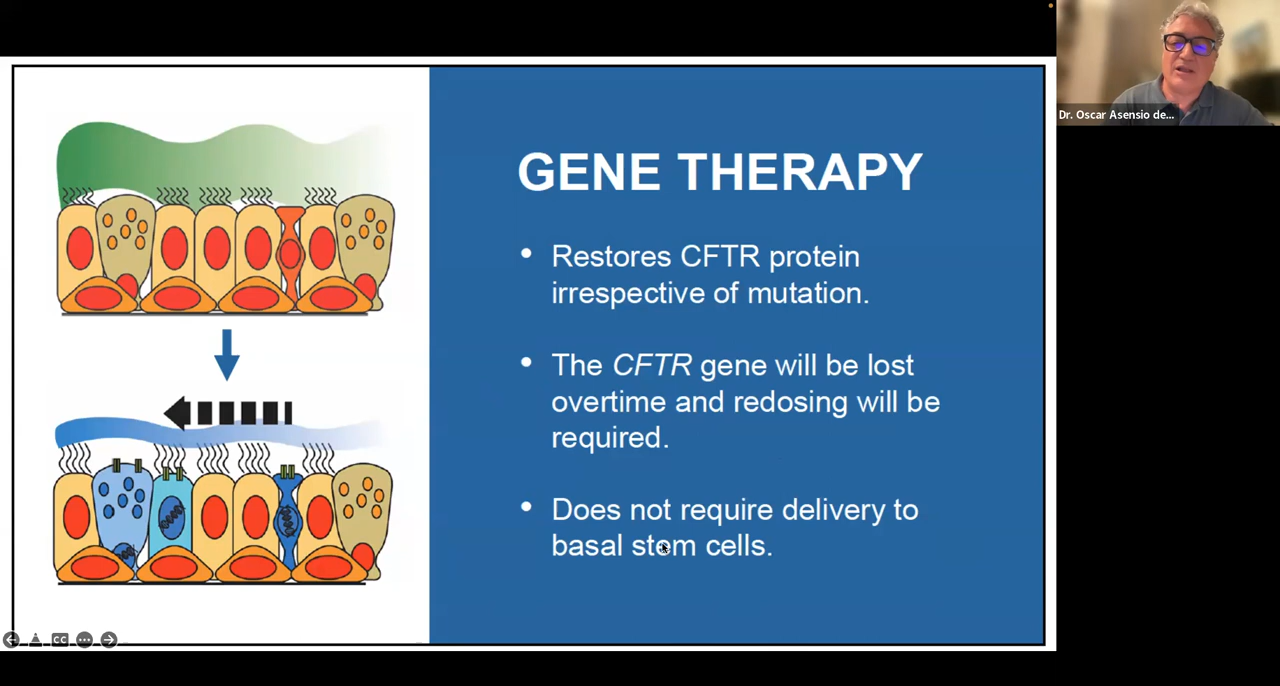 Dr. Oscar Asensio de...
GENE THERAPY
• Restores CFTR protein
irrespective of mutation.
• The CFTR gene will be lost
overtime and redosing will be
required.
• Does not require delivery to
basal stem cells.
CC